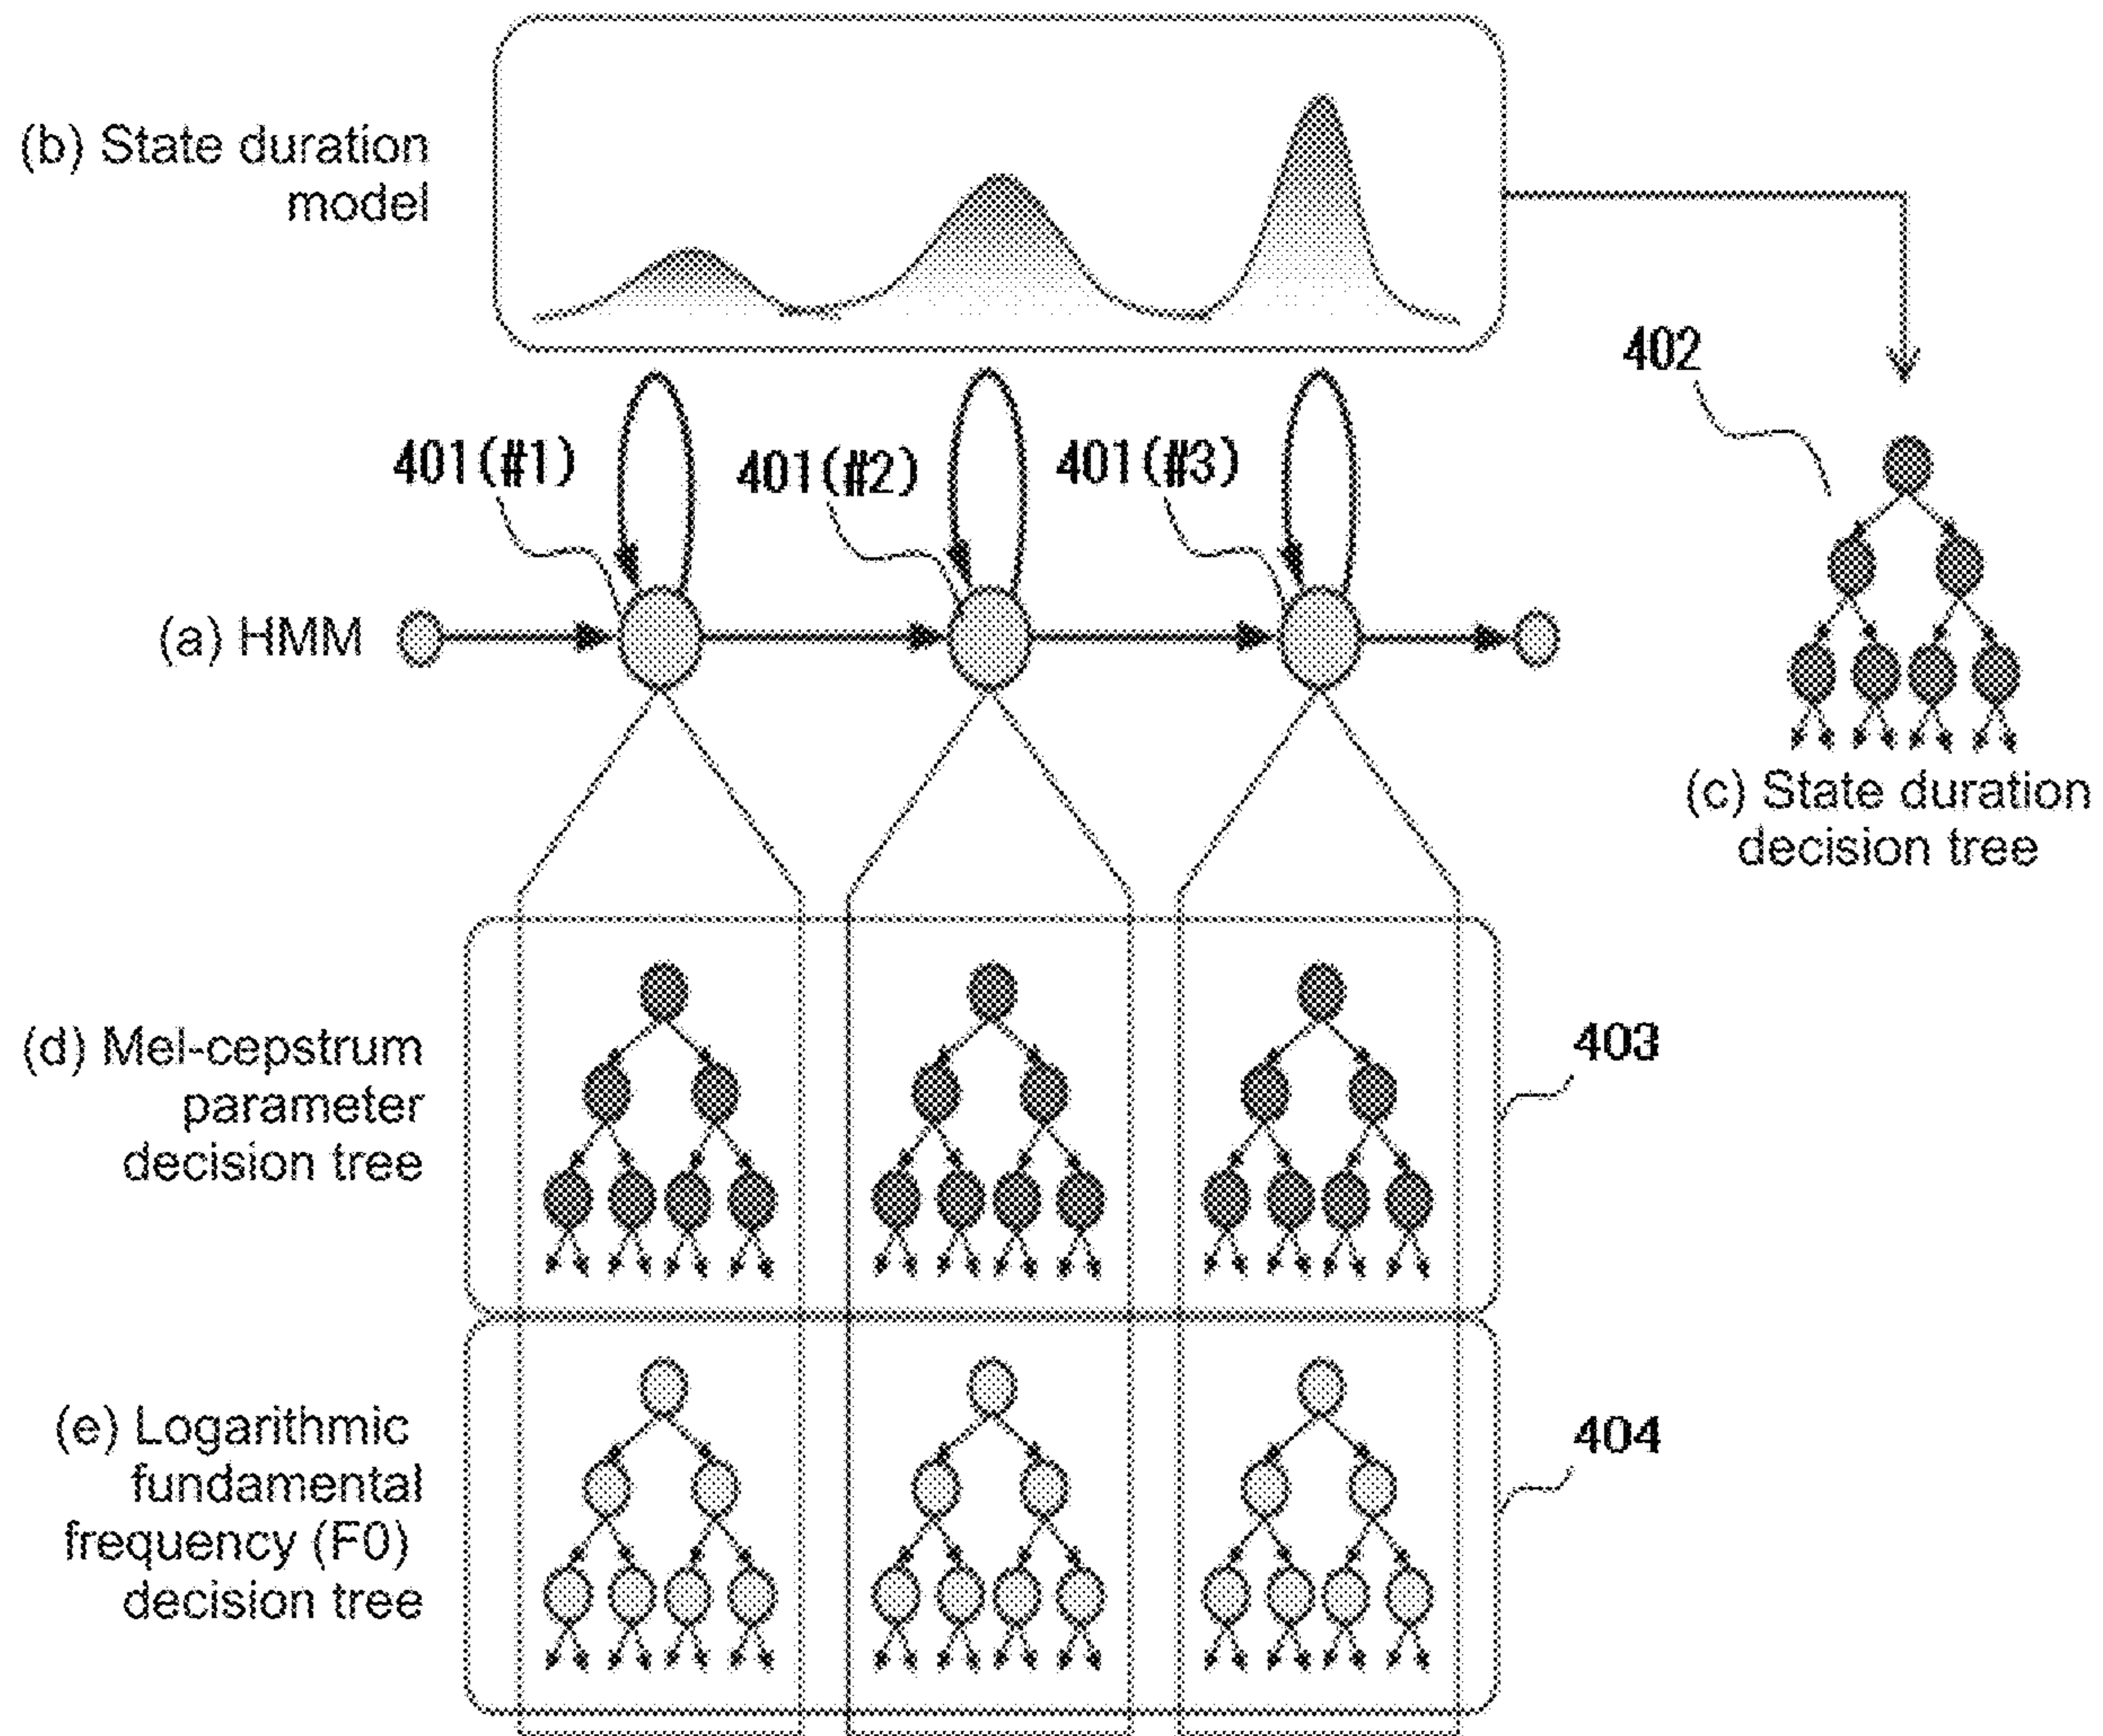 (b) State duration
model
402
401(#1)
401(#2)
401(#3)
(a) HMM
(c) State duration
decision tree
(d) Mel-cepstrum
parameter
decision tree
403
(e) Logarithmic
fundamental
frequency (F0)
decision tree
404